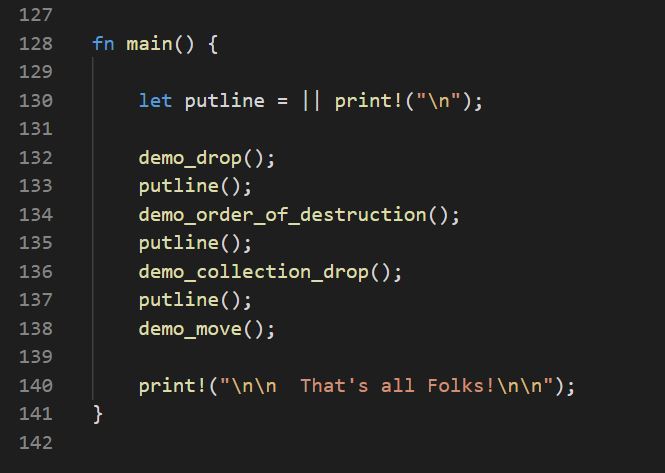 127
128 fn main() {
129
130 let putline = || print!("\n");
131
132 demo_drop();
133 putline();
134 demo_order_of_destruction();
135 putline();
136 demo_collection_drop();
137 putline();
138 demo_move();
139
140 print!("\n\n  That's all Folks!\n\n");
141 }
142